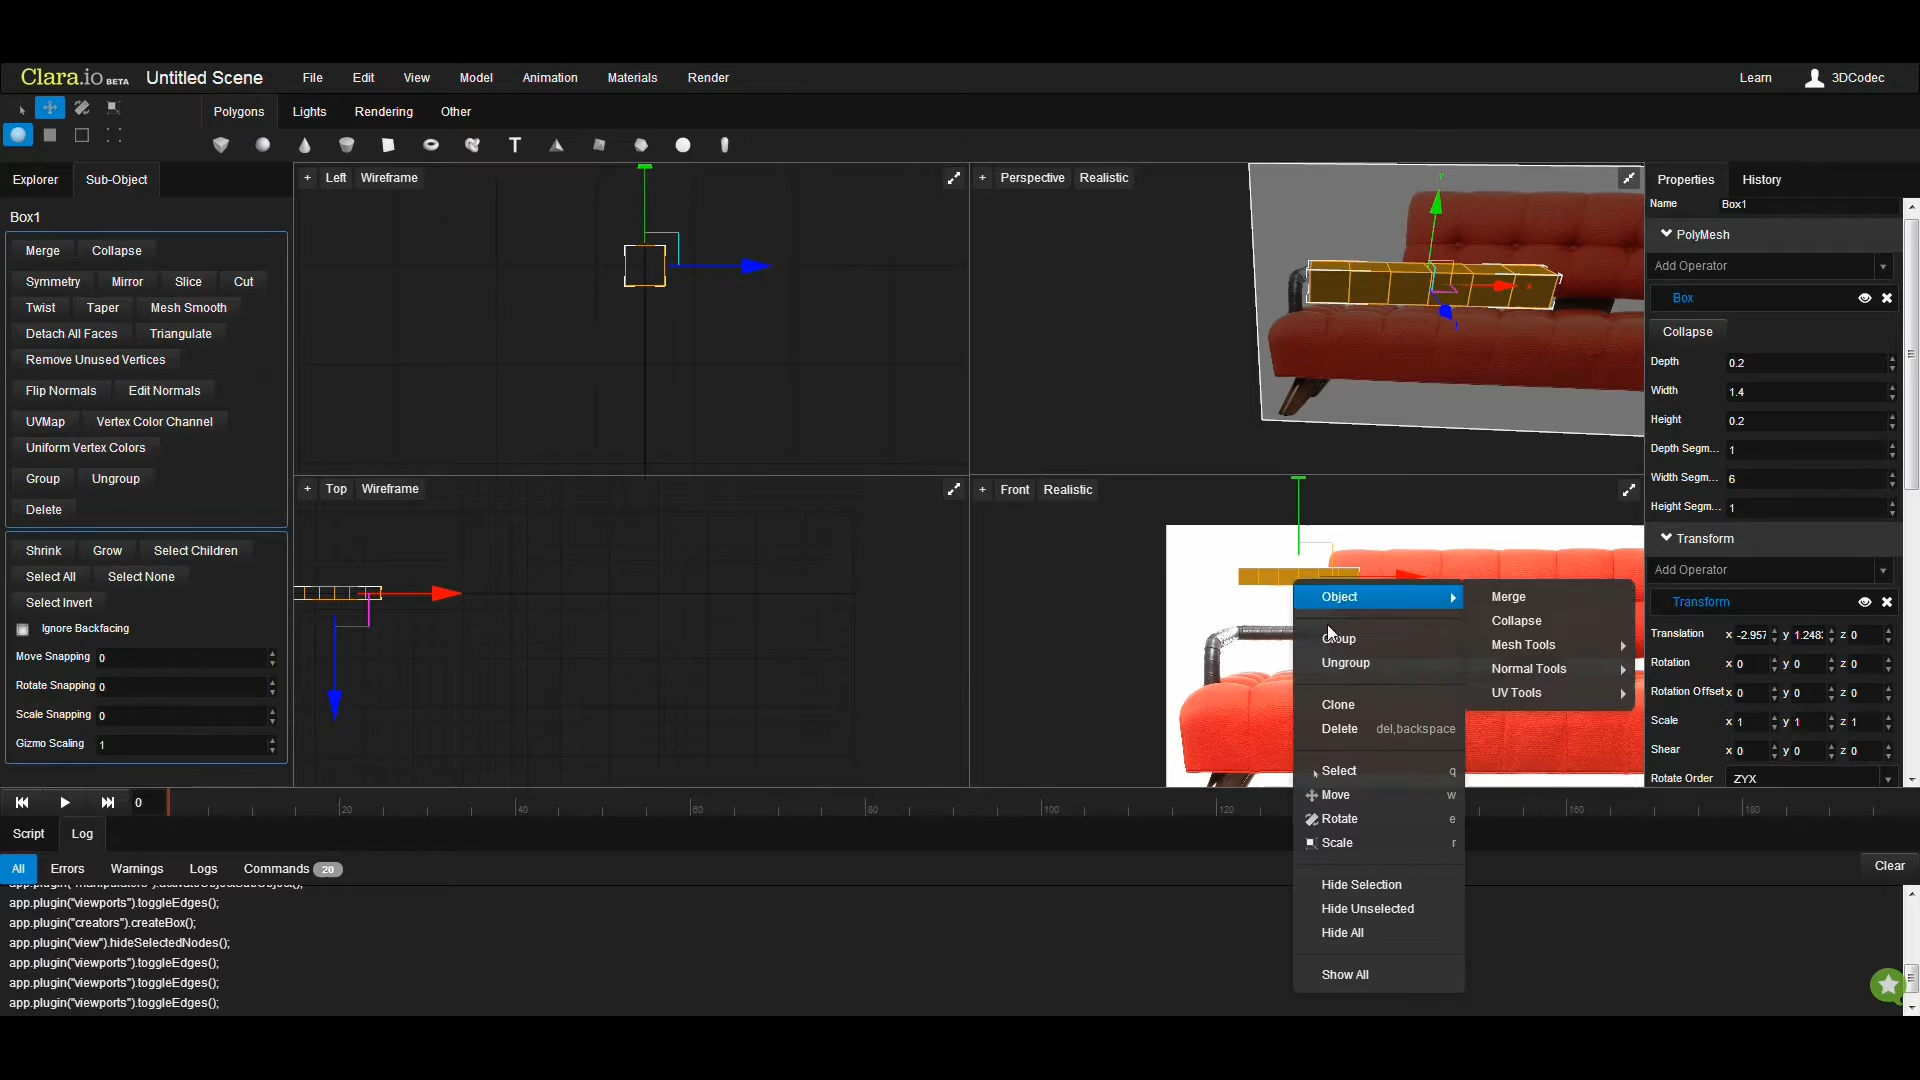 Clara.io BETA Untitled Scene File Edit View Model Animation Materials Render Learn 3DCodec
Polygons Lights Rendering Other
T
Explorer Sub-Object
Box1
Merge Collapse
Symmetry Mirror Slice Cut
Twist Taper Mesh Smooth
Detach All Faces Triangulate
Remove Unused Vertices
Flip Normals Edit Normals
UVMap Vertex Color Channel
Uniform Vertex Colors
Group Ungroup
Delete
Shrink Grow Select Children
Select All Select None
Select Invert
Ignore Backfacing
Move Snapping 0
Rotate Snapping 0
Scale Snapping 0
Gizmo Scaling 1
+ Left Wireframe
+ Perspective Realistic
Y
x
+ Top Wireframe
+ Front Realistic
Object
Group
Ungroup
Clone
Delete del,backspace
Select q
Move w
Rotate e
Scale r
Hide Selection
Hide Unselected
Hide All
Show All
Merge
Collapse
Mesh Tools
Normal Tools
UV Tools
Properties History
Name Box1
PolyMesh
Add Operator
Box
Collapse
Depth 0.2
Width 1.4
Height 0.2
Depth Segm... 1
Width Segm... 6
Height Segm... 1
Transform
Add Operator
Transform
Translation x -2.957 y 1.248 z 0
Rotation x 0 y 0 z 0
Rotation Offset x 0 y 0 z 0
Scale x 1 y 1 z 1
Shear x 0 y 0 z 0
Rotate Order ZYX
0 20 40 60 80 100 120 160 180
Script Log
All Errors Warnings Logs Commands 20 Clear
app.plugin("manipulators").activateObjectSubObject();
app.plugin("viewports").toggleEdges();
app.plugin("creators").createBox();
app.plugin("view").hideSelectedNodes();
app.plugin("viewports").toggleEdges();
app.plugin("viewports").toggleEdges();
app.plugin("viewports").toggleEdges();